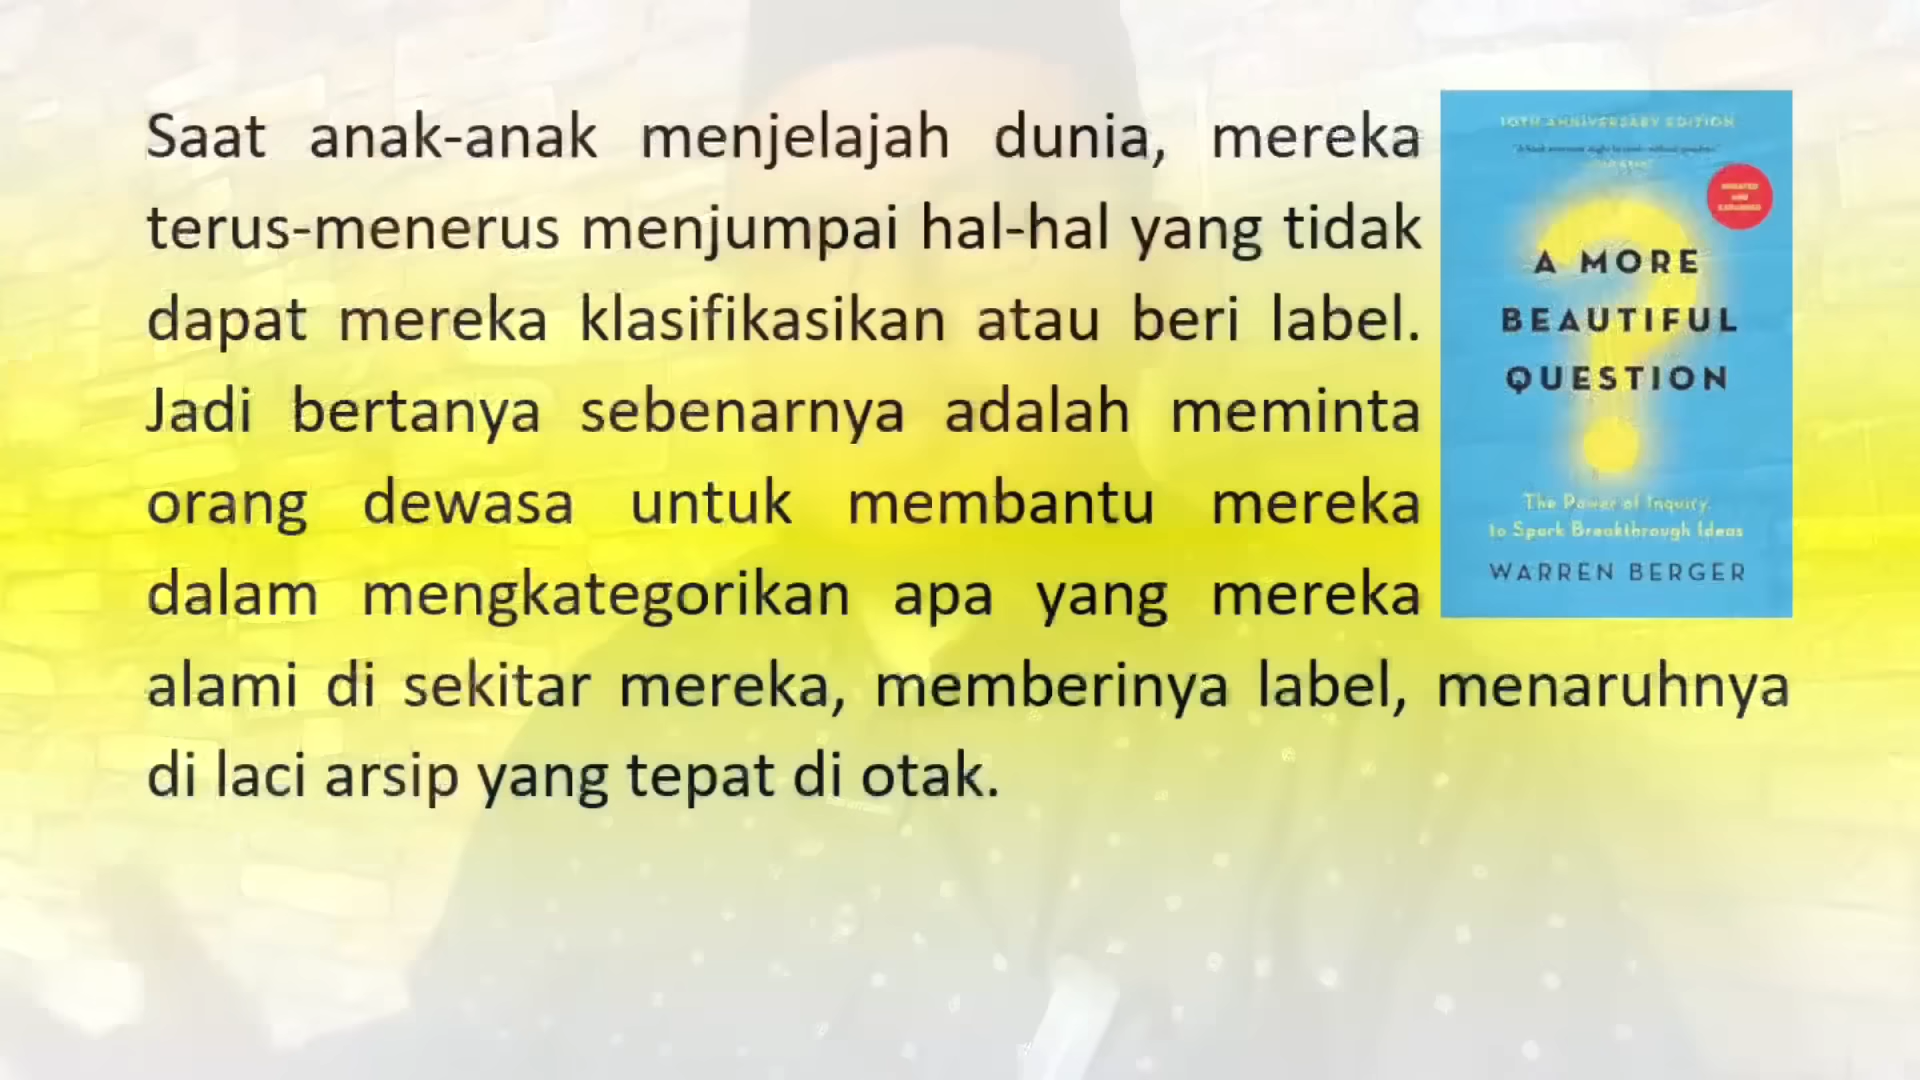 Saat anak-anak menjelajah dunia, mereka
terus-menerus menjumpai hal-hal yang tidak
dapat mereka klasifikasikan atau beri label.
Jadi bertanya sebenarnya adalah meminta
orang dewasa untuk membantu mereka
dalam mengkategorikan apa yang mereka
alami di sekitar mereka, memberinya label, menaruhnya
di laci arsip yang tepat di otak.
10TH ANNIVERSARY EDITION
UPDATED
AND
EXPANDED
A MORE
BEAUTIFUL
QUESTION
The Power of Inquiry
to Spark Breakthrough Ideas
WARREN BERGER